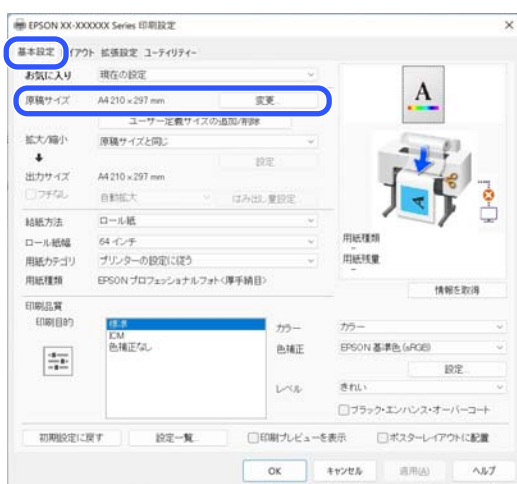 EPSON XX-XXXXXX Series 印刷設定
基本設定 イアウト 拡張設定 ユーティリティー
お気に入り 現在の設定
原稿サイズ A4 210 x 297 mm 変更...
ユーザー定義サイズの追加/削除
拡大/縮小 原稿サイズと同じ
設定
出力サイズ A4 210 x 297 mm
フチなし 自動拡大 はみ出し量設定
給紙方法 ロール紙
ロール紙幅 64 インチ
用紙カテゴリ プリンターの設定に従う
用紙種類 EPSON プロフェッショナルフォト<厚手絹目>
A
用紙種類
-
用紙残量
-
情報を取得
印刷品質
印刷目的
標準
ICM
色補正なし
カラー カラー
色補正 EPSON 基準色 (sRGB)
設定...
レベル きれい
ブラック・エンハンス・オーバーコート
初期設定に戻す 設定一覧... 印刷プレビューを表示 ポスターレイアウトに配置
OK キャンセル 適用(A) ヘルプ